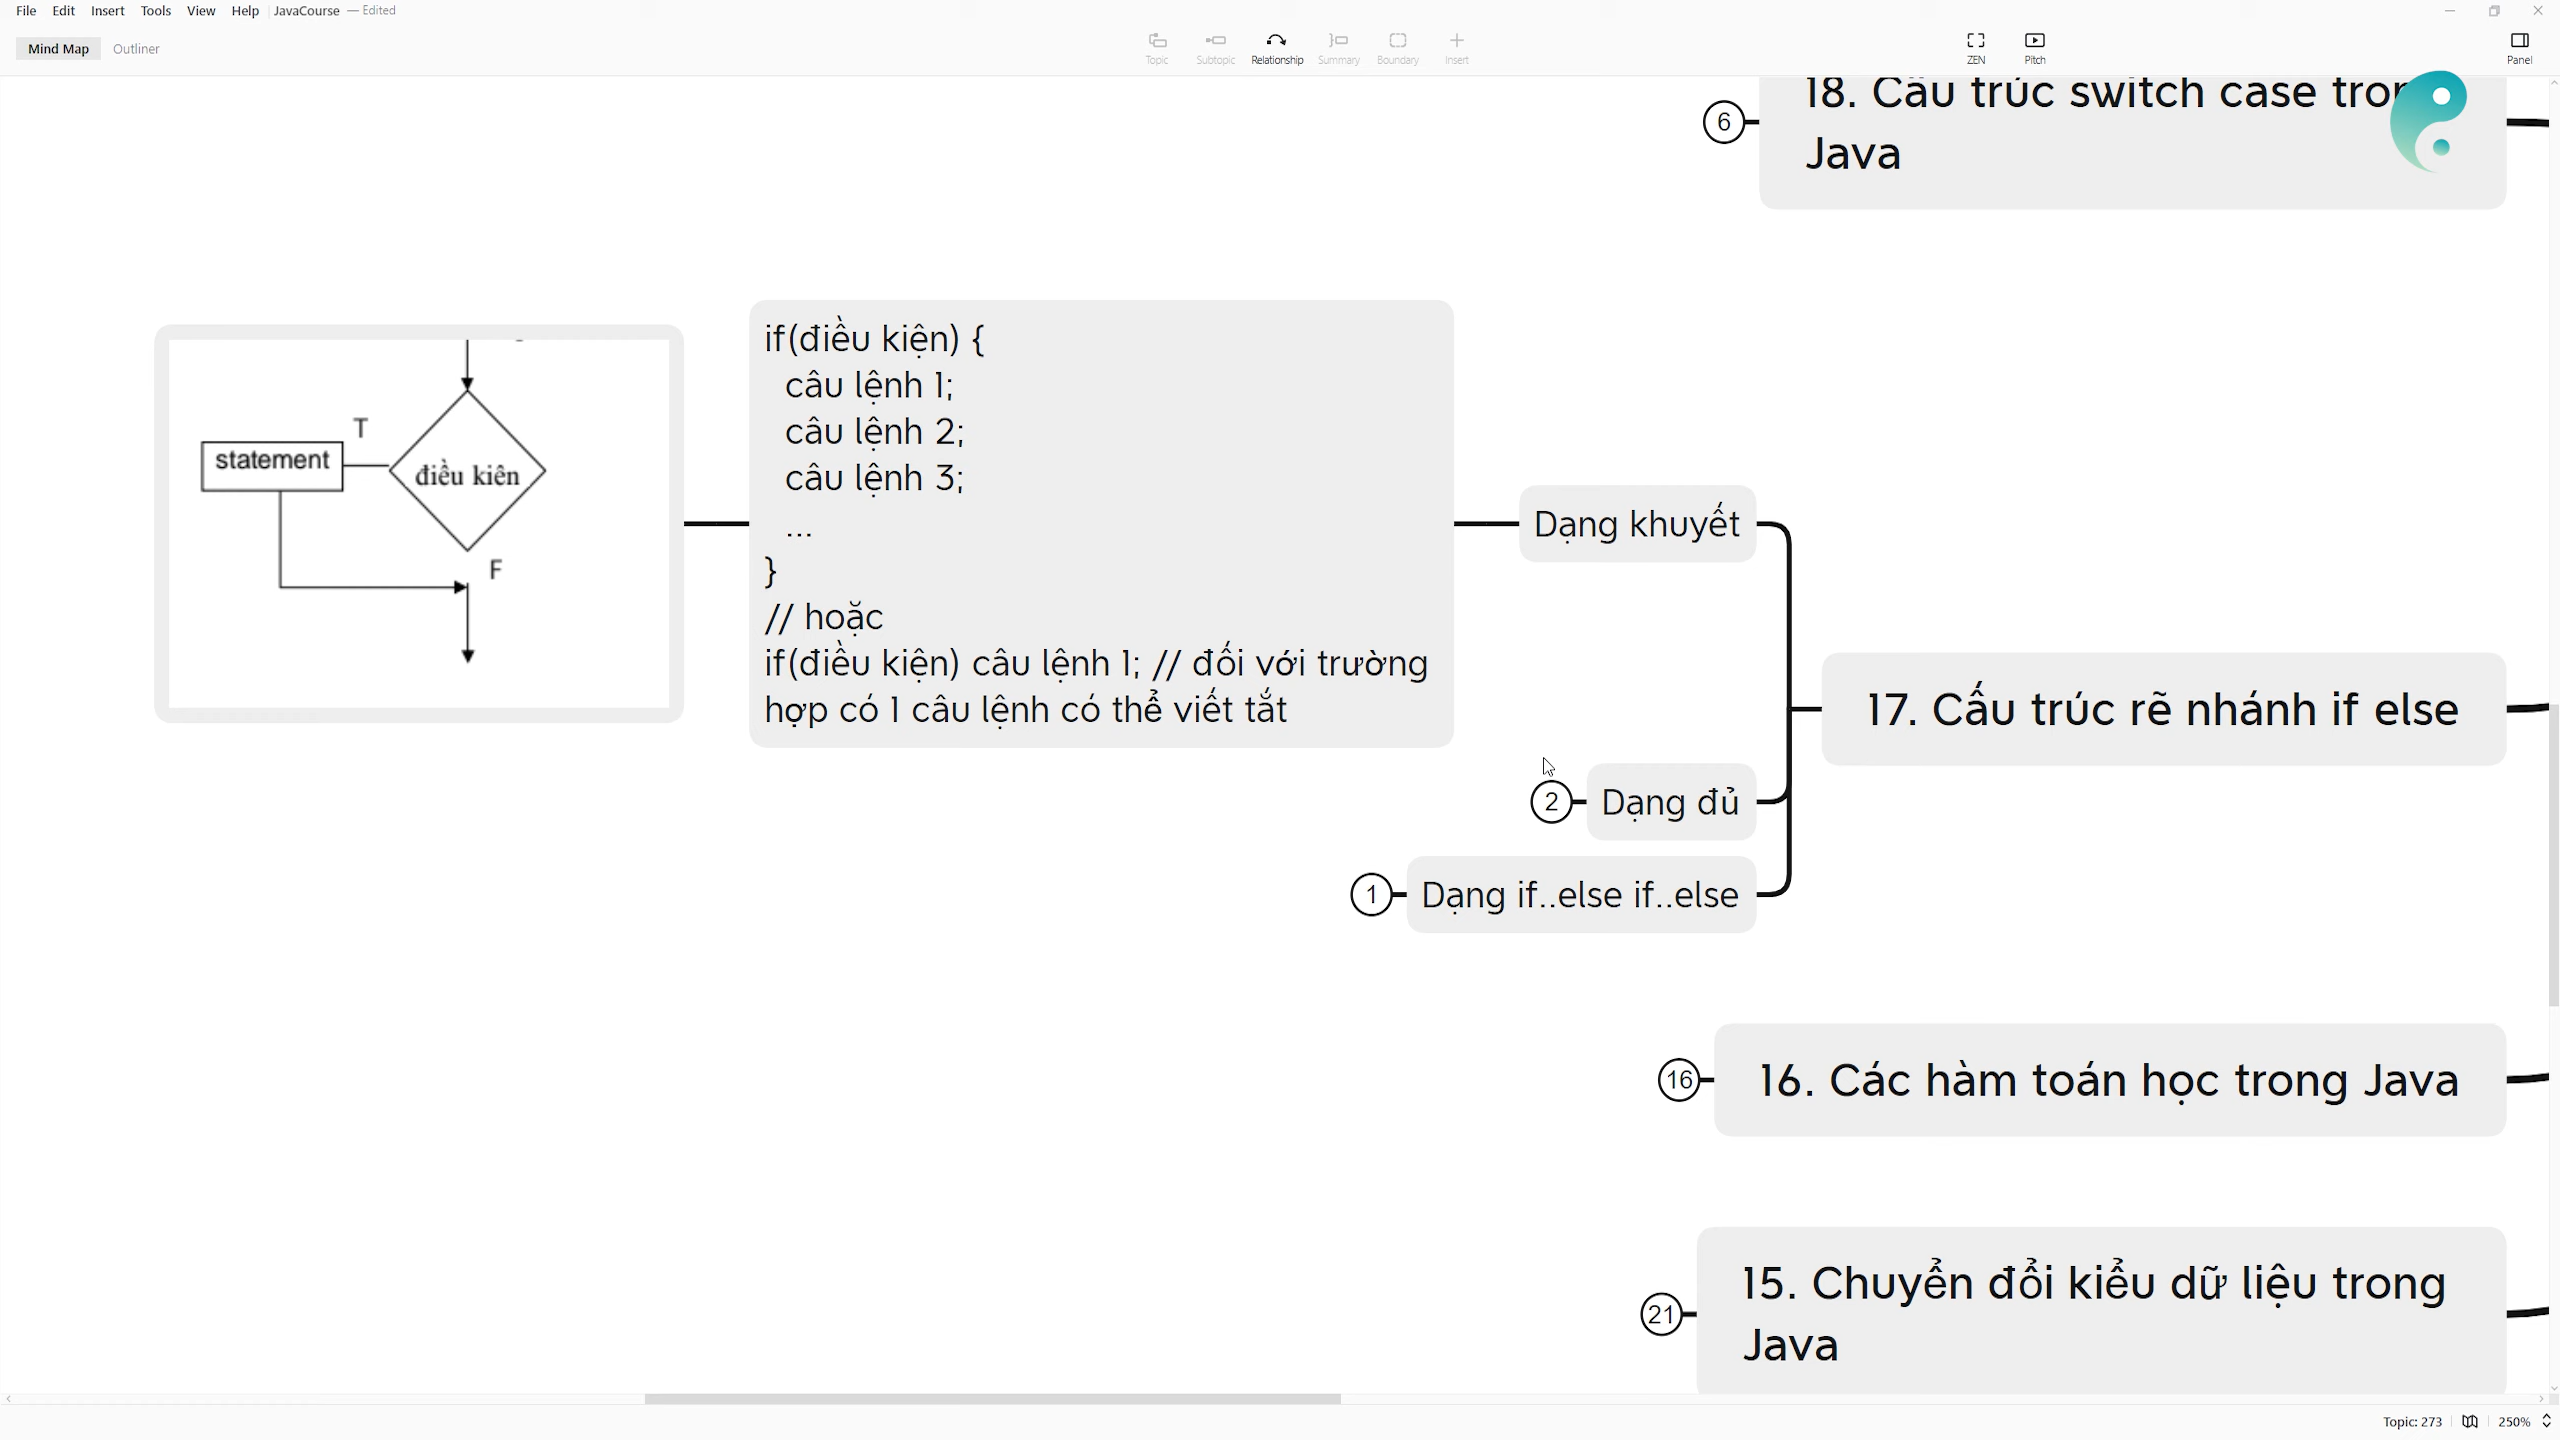 File Edit Insert Tools View Help JavaCourse — Edited
Mind Map Outliner
Topic Subtopic Relationship Summary Boundary Insert
ZEN Pitch Panel
18. Cấu trúc switch case trong
Java
6
if(điều kiện) {
câu lệnh 1;
câu lệnh 2;
câu lệnh 3;
...
}
// hoặc
if(điều kiện) câu lệnh 1; // đối với trường
hợp có 1 câu lệnh có thể viết tắt
T
statement
điều kiên
F
Dạng khuyết
17. Cấu trúc rẽ nhánh if else
2
Dạng đủ
1
Dạng if..else if..else
16
16. Các hàm toán học trong Java
15. Chuyển đổi kiểu dữ liệu trong
Java
21
Topic: 273 250%